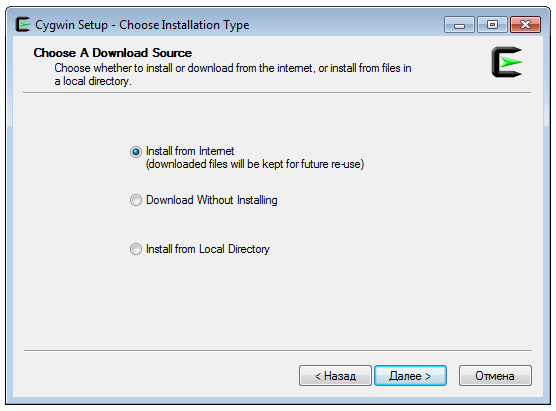 Cygwin Setup - Choose Installation Type
Choose A Download Source
Choose whether to install or download from the internet, or install from files in
a local directory.
Install from Internet
(downloaded files will be kept for future re-use)
Download Without Installing
Install from Local Directory
< Назад
Далее >
Отмена